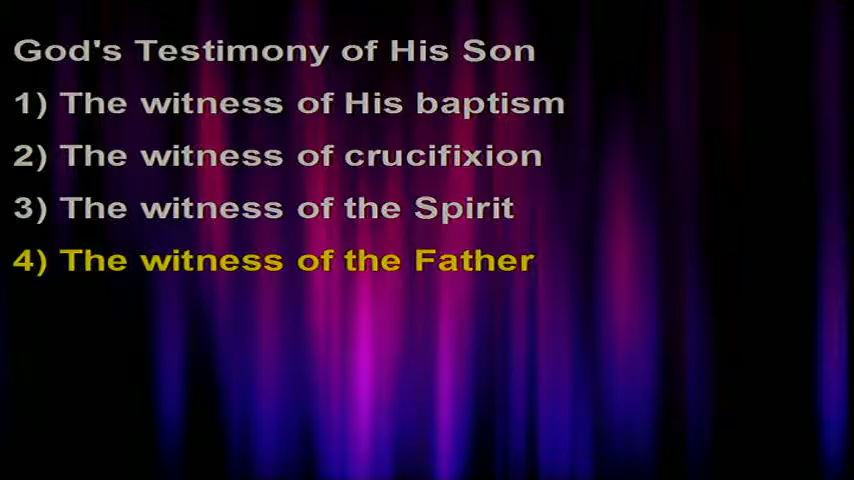 God's Testimony of His Son
1) The witness of His baptism
2) The witness of crucifixion
3) The witness of the Spirit
4) The witness of the Father